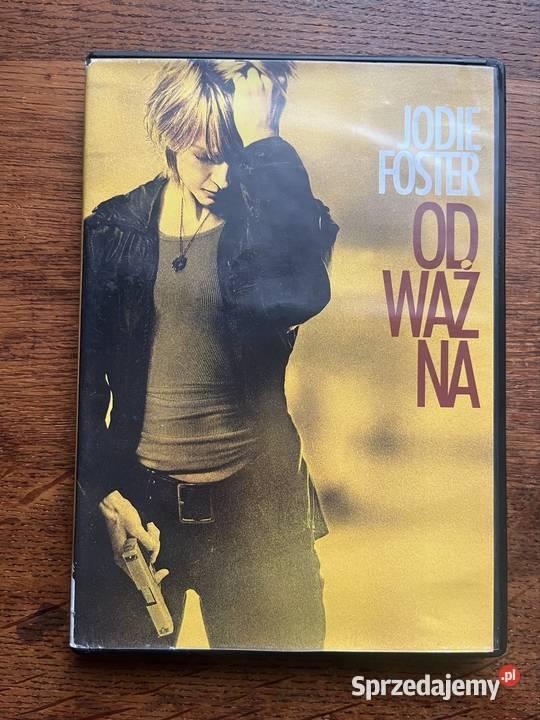 JODIE
FOSTER
OD
WAŻ
NA
Sprzedajemy.pl